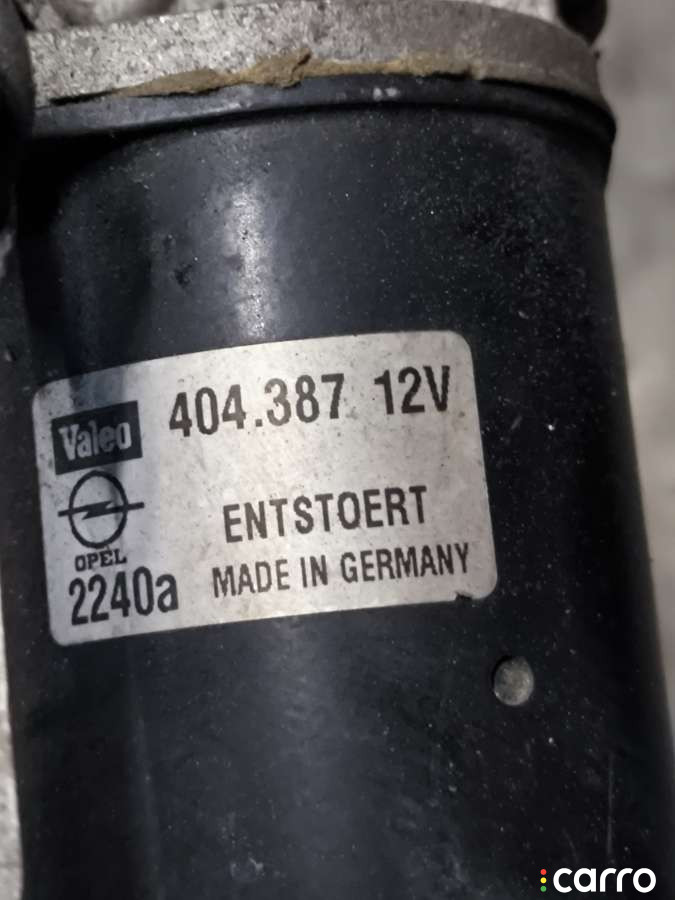 404.387 12V
Valeo
ENTSTOERT
OPEL
2240a MADE IN GERMANY
carro